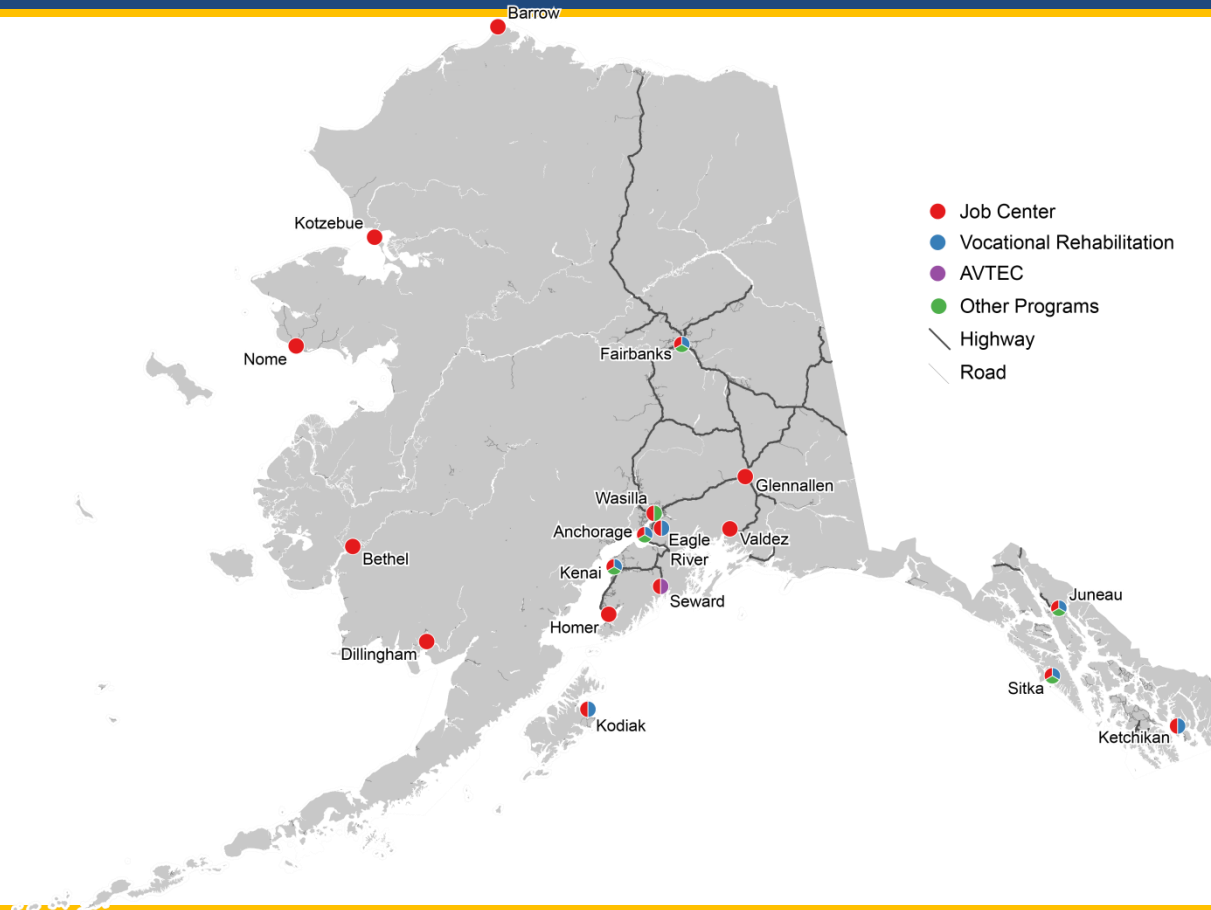 Barrow
Kotzebue
Job Center
Vocational Rehabilitation
AVTEC
Other Programs
Highway
Road
Nome
Fairbanks
Glennallen
Wasilla
Anchorage
Eagle
River
Valdez
Bethel
Kenai
Seward
Juneau
Homer
Dillingham
Sitka
Kodiak
Ketchikan